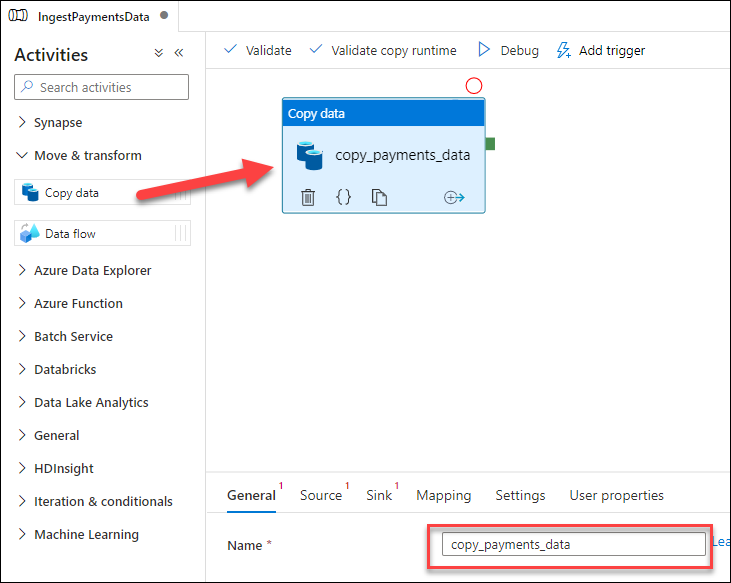 IngestPaymentsData
Activities
Search activities
Synapse
Move & transform
Copy data
Data flow
Azure Data Explorer
Azure Function
Batch Service
Databricks
Data Lake Analytics
General
HDInsight
Iteration & conditionals
Machine Learning
Validate Validate copy runtime Debug Add trigger
Copy data
copy_payments_data
{}
General 1 Source 1 Sink 1 Mapping Settings User properties
Name * copy_payments_data Lea